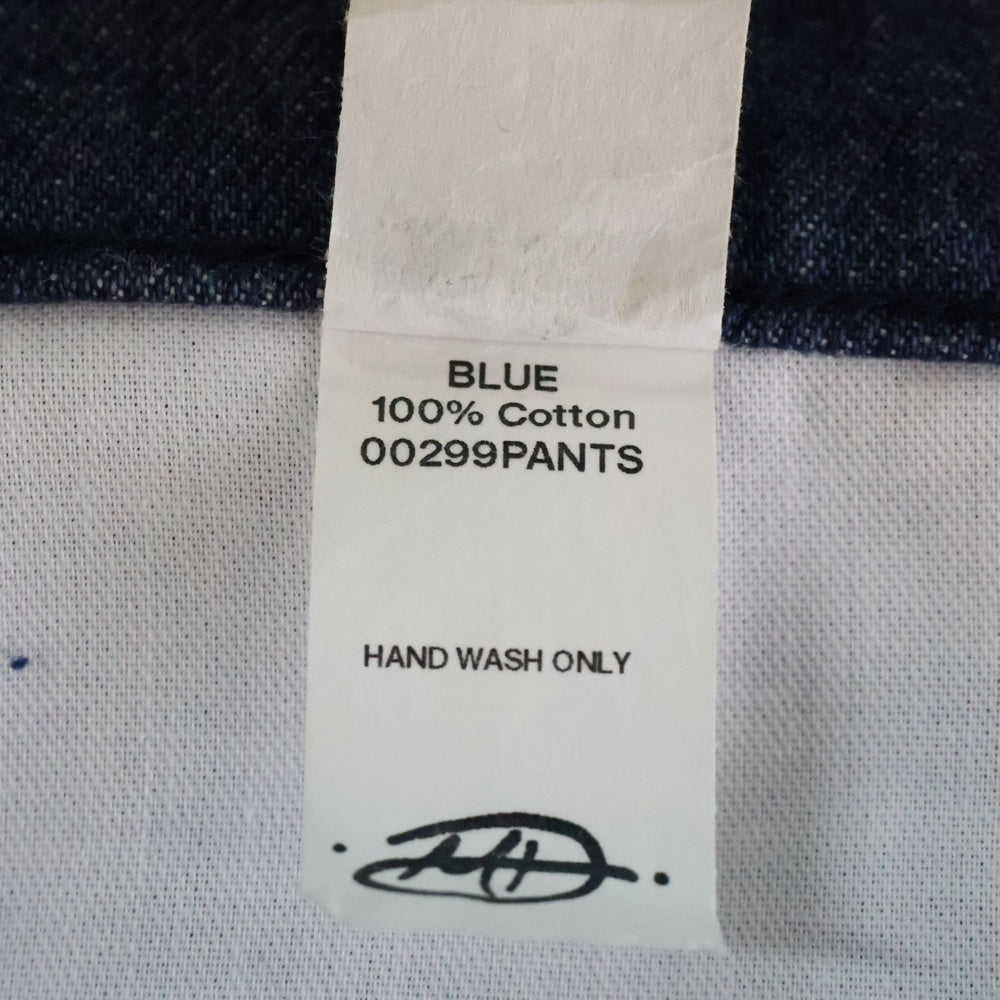 BLUE
100% Cotton
00299PANTS
HAND WASH ONLY